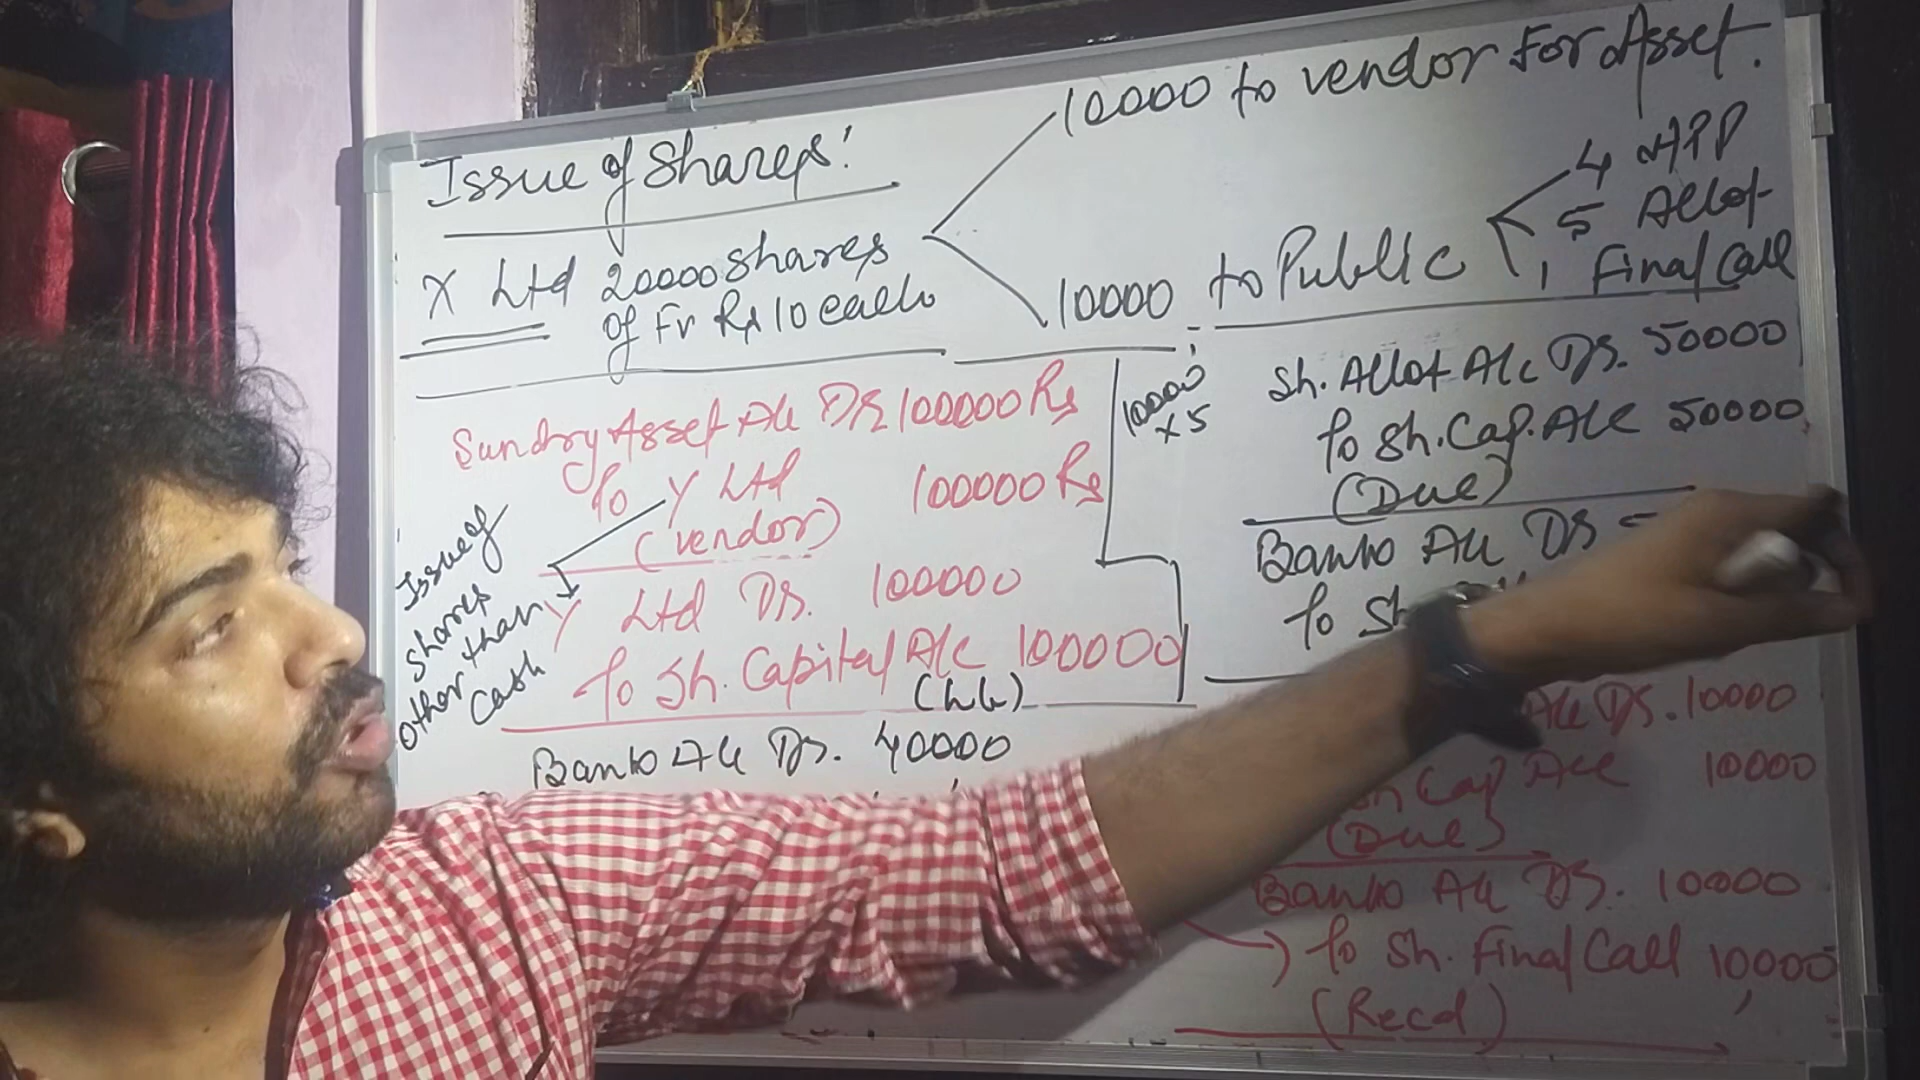 Issue of Shares:
X Ltd 20000 shares
of Fv Rs 10 each
10000 to vendor For Asset.
10000 to Public
4 APP
5 Allot
1 Final Call
Sundry Asset A/c Dr. 100000 Rs
To Y Ltd 100000 Rs
(vendor)
Y Ltd Dr. 100000
To Sh. Capital A/c 100000
Issue of
shares
other than
Cash
Bank A/c Dr. 40000
10000
x 5
Sh. Allot A/c Dr. 50000
To Sh. Cap. A/c 50000
(Due)
Bank A/c Dr
To Sh
A/c Dr. 10000
Sh Cap A/c 10000
(Due)
Bank A/c Dr. 10000
To Sh. Final Call 10000
(Recd)